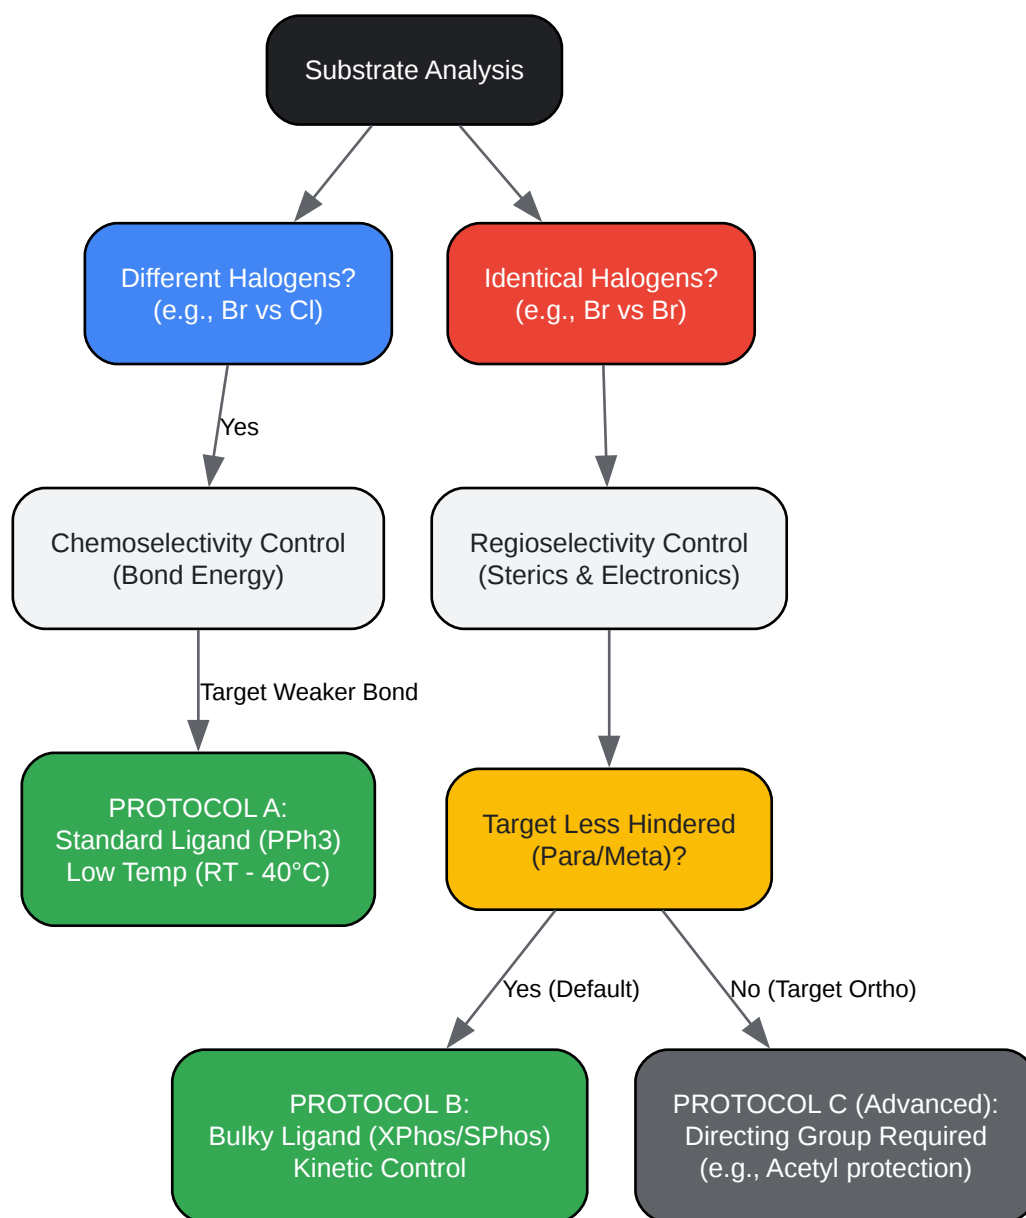 Substrate Analysis
Different Halogens?
(e.g., Br vs Cl)
Identical Halogens?
(e.g., Br vs Br)
Yes
Chemoselectivity Control
(Bond Energy)
Regioselectivity Control
(Sterics & Electronics)
Target Weaker Bond
PROTOCOL A:
Standard Ligand (PPh3)
Low Temp (RT - 40°C)
Target Less Hindered
(Para/Meta)?
Yes (Default)
No (Target Ortho)
PROTOCOL B:
Bulky Ligand (XPhos/SPhos)
Kinetic Control
PROTOCOL C (Advanced):
Directing Group Required
(e.g., Acetyl protection)